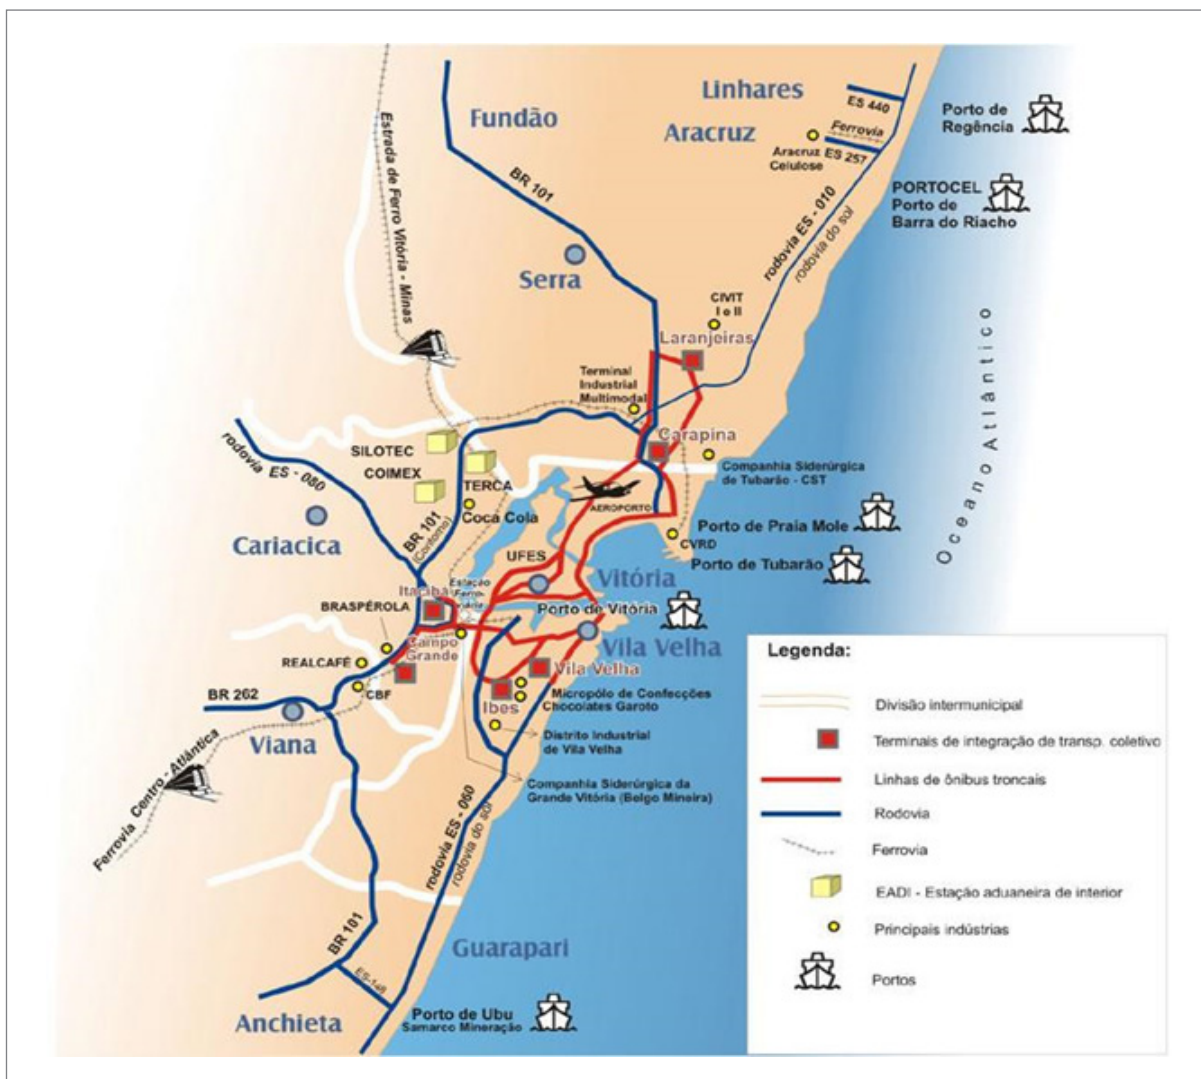 Linhares
ES 440
Porto de
Regência
Fundão
Aracruz
Ferrovia
Aracruz
Celulose
ES 257
Estrada de Ferro Vitória - Minas
BR 101
PORTOCEL
Porto de
Barra do Riacho
rodovia ES - 010
rodovia do sol
Serra
CIVIT
I e II
Laranjeiras
Oceano Atlântico
Terminal
Industrial
Multimodal
Carapina
rodovia ES - 080
SILOTEC
COIMEX
TERCA
Companhia Siderúrgica
de Tubarão - CST
AEROPORTO
Coca Cola
Cariacica
BR 101
(Contorno)
Porto de Praia Mole
CVRD
Porto de Tubarão
UFES
Vitória
Itacibá
Estação
Ferro-
viária
BRASPÉROLA
Porto de Vitória
Campo
Grande
Vila Velha
REALCAFÉ
Vila Velha
BR 262
CBF
Ibes
Micropólo de Confecções
Chocolates Garoto
Viana
Distrito Industrial
de Vila Velha
Ferrovia Centro-Atlântica
Companhia Siderúrgica da
Grande Vitória (Belgo Mineira)
rodovia ES - 060
rodovia do sol
BR 101
Guarapari
Anchieta
Porto de Ubu
Samarco Mineração
Legenda:
Divisão intermunicipal
Terminais de integração de transp. coletivo
Linhas de ônibus troncais
Rodovia
Ferrovia
EADI - Estação aduaneira de interior
Principais indústrias
Portos